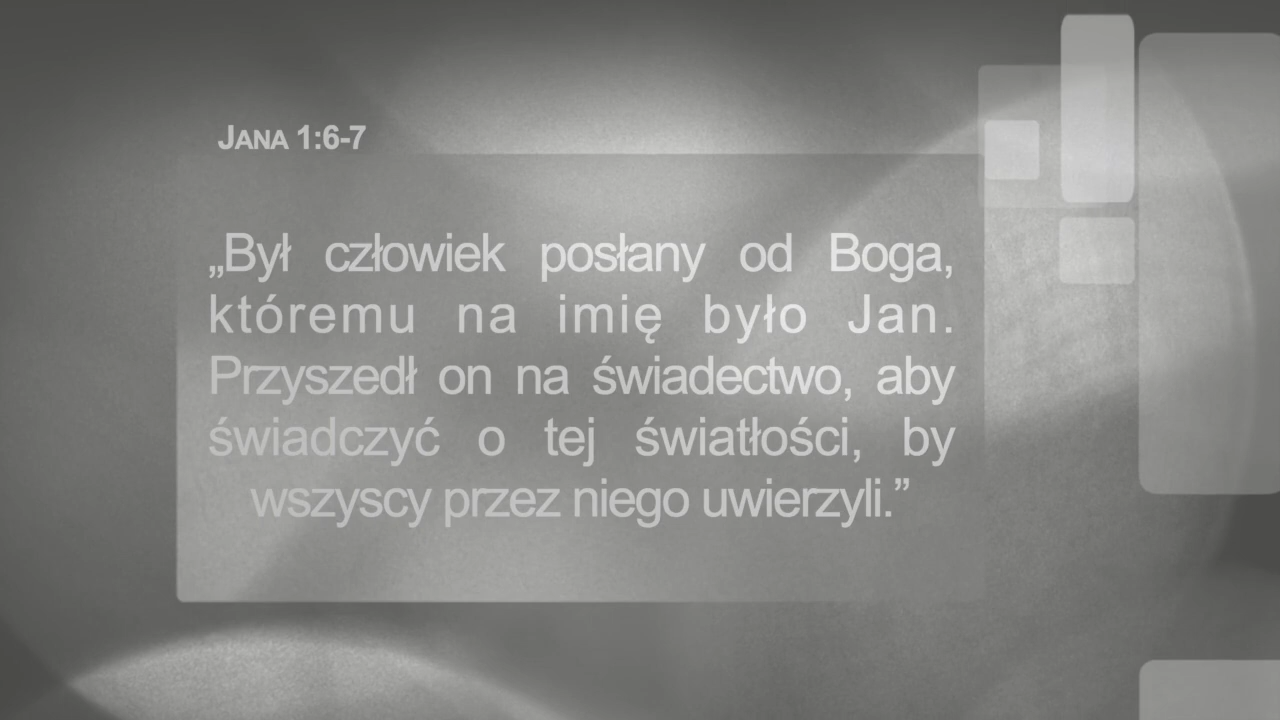 Jana 1:6-7
„Był człowiek posłany od Boga,
któremu na imię było Jan.
Przyszedł on na świadectwo, aby
świadczyć o tej światłości, by
wszyscy przez niego uwierzyli.”